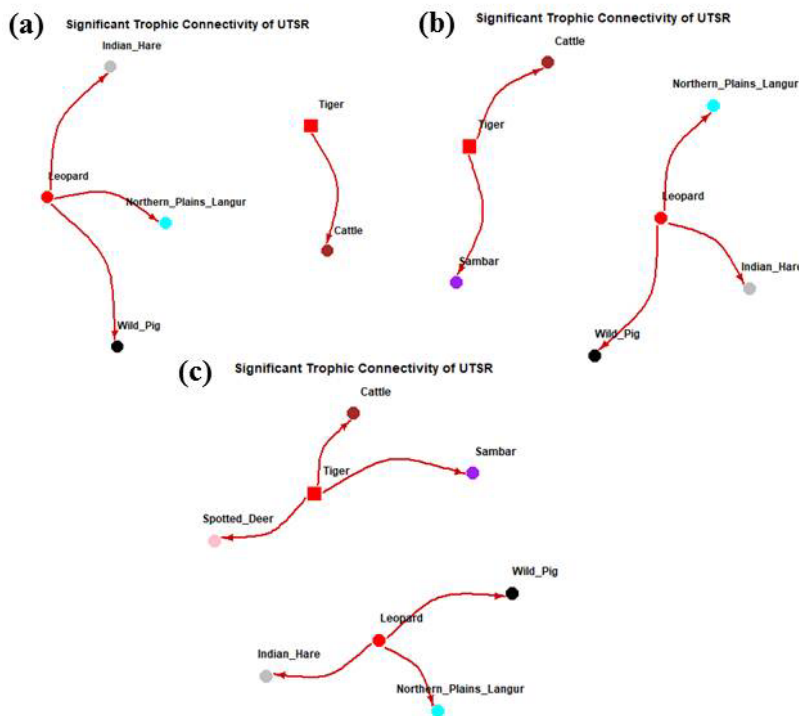 (a)
Significant Trophic Connectivity of UTSR
Indian_Hare
Tiger
Leopard
Northern_Plains_Langur
Cattle
Wild_Pig
(b)
Significant Trophic Connectivity of UTSR
Cattle
Northern_Plains_Langur
Tiger
Leopard
Sambar
Indian_Hare
Wild_Pig
(c)
Significant Trophic Connectivity of UTSR
Cattle
Sambar
Tiger
Spotted_Deer
Wild_Pig
Leopard
Indian_Hare
Northern_Plains_Langur